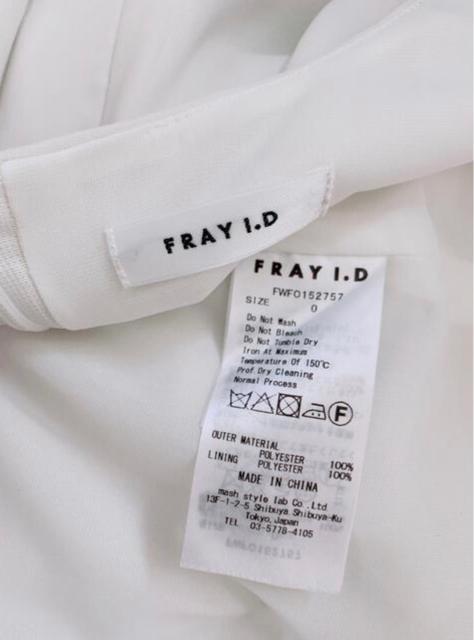 FRAY I.D
FRAY I.D
FWFO152757
SIZE 0
Do Not Wash
Do Not Bleach
Do Not Tumble Dry
Iron At Maximum
Temperature Of 150°C
Prof.Dry Cleaning
Normal Process
F
OUTER MATERIAL
POLYESTER 100%
LINING POLYESTER 100%
MADE IN CHINA
mash style lab Co.,Ltd
13F-1-2-5 Shibuya Shibuya-Ku
Tokyo,Japan
TEL 03-5778-4105